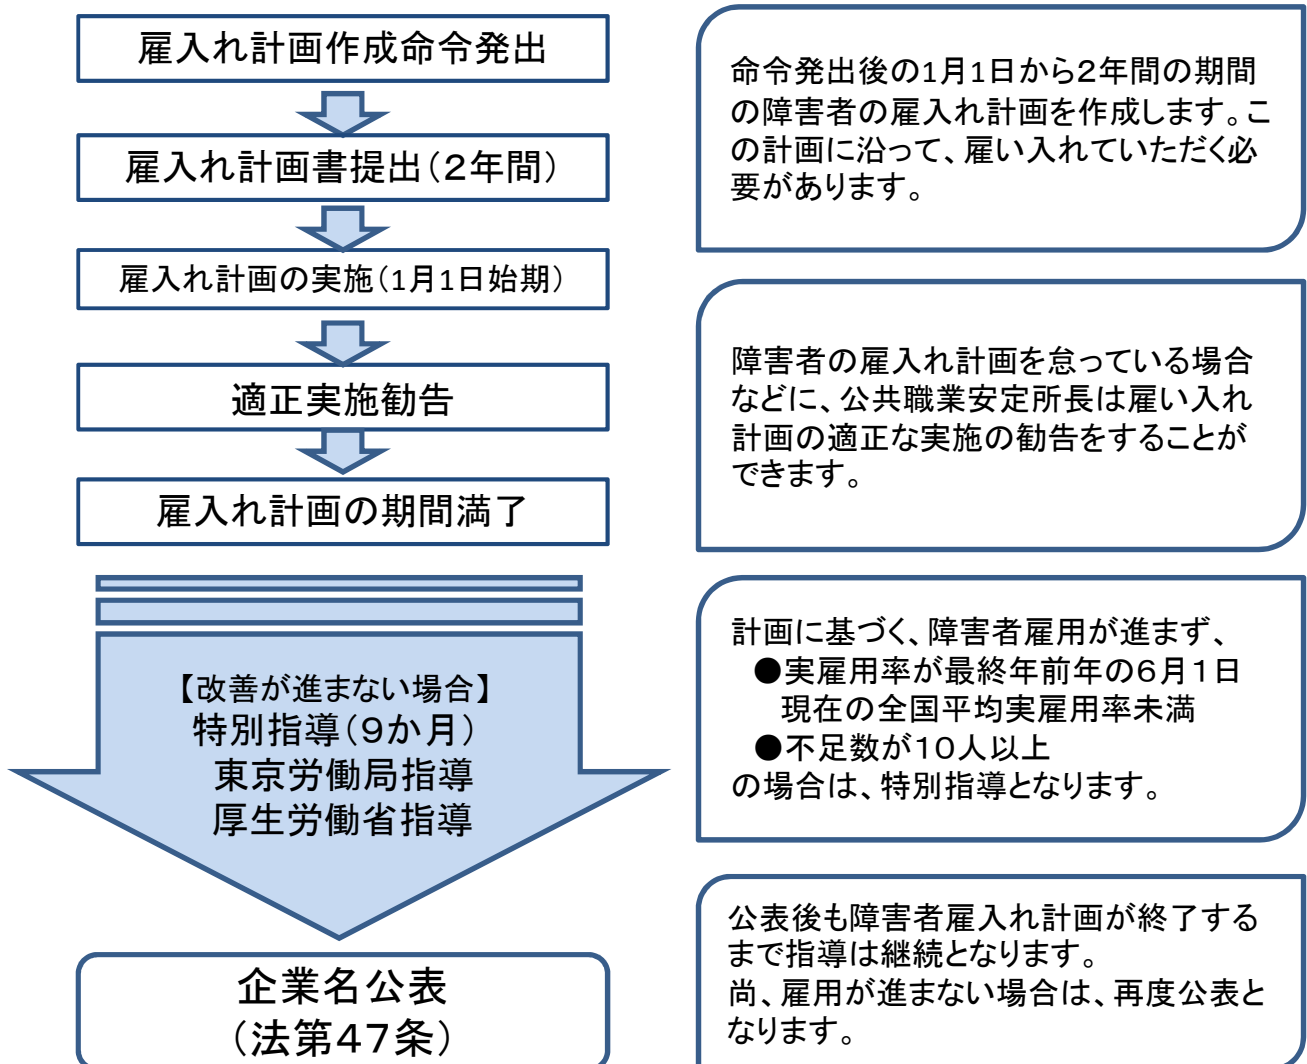 雇入れ計画作成命令発出
雇入れ計画書提出（２年間）
雇入れ計画の実施（1月1日始期）
適正実施勧告
雇入れ計画の期間満了
【改善が進まない場合】
特別指導（９か月）
東京労働局指導
厚生労働省指導
企業名公表
（法第４７条）
命令発出後の1月1日から２年間の期間
の障害者の雇入れ計画を作成します。こ
の計画に沿って、雇い入れていただく必
要があります。
障害者の雇入れ計画を怠っている場合
などに、公共職業安定所長は雇い入れ
計画の適正な実施の勧告をすることが
できます。
計画に基づく、障害者雇用が進まず、
●実雇用率が最終年前年の６月１日
現在の全国平均実雇用率未満
●不足数が１０人以上
の場合は、特別指導となります。
公表後も障害者雇入れ計画が終了する
まで指導は継続となります。
尚、雇用が進まない場合は、再度公表と
なります。